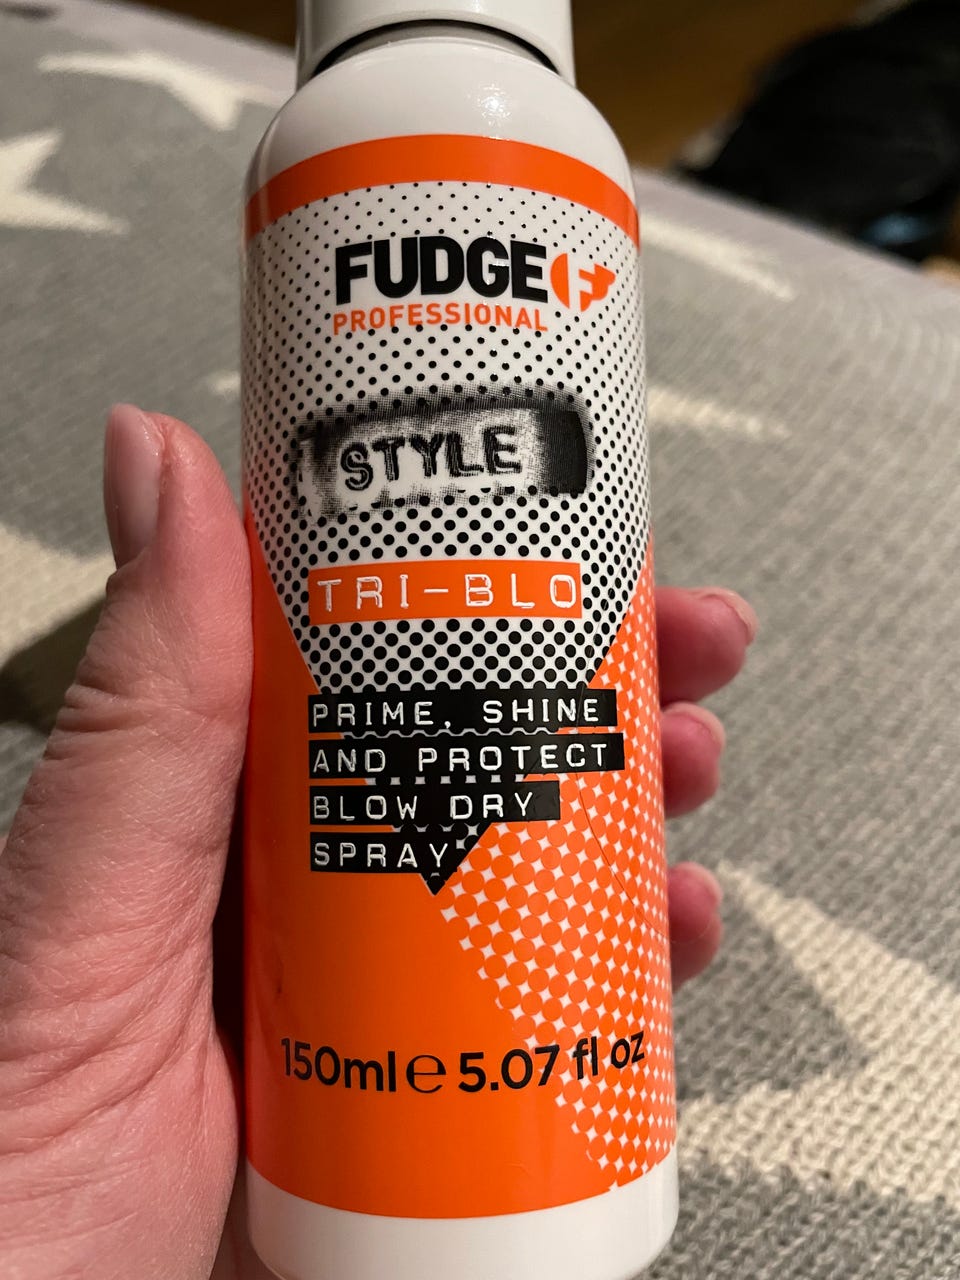 FUDGE
PROFESSIONAL
STYLE
TRI-BLO
PRIME, SHINE
AND PROTECT
BLOW DRY
SPRAY
150ml e 5.07 fl oz